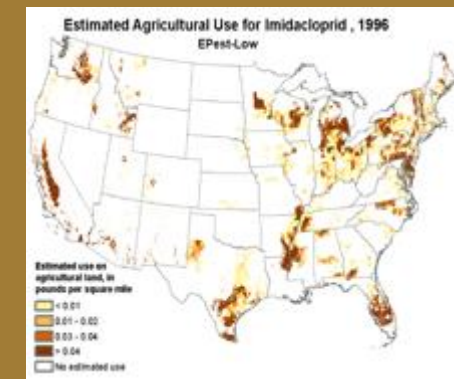 Estimated Agricultural Use for Imidacloprid , 1996
EPest-Low
Estimated use on
agricultural land, in
pounds per square mile
< 0.01
0.01 - 0.02
0.03 - 0.04
> 0.04
No estimated use